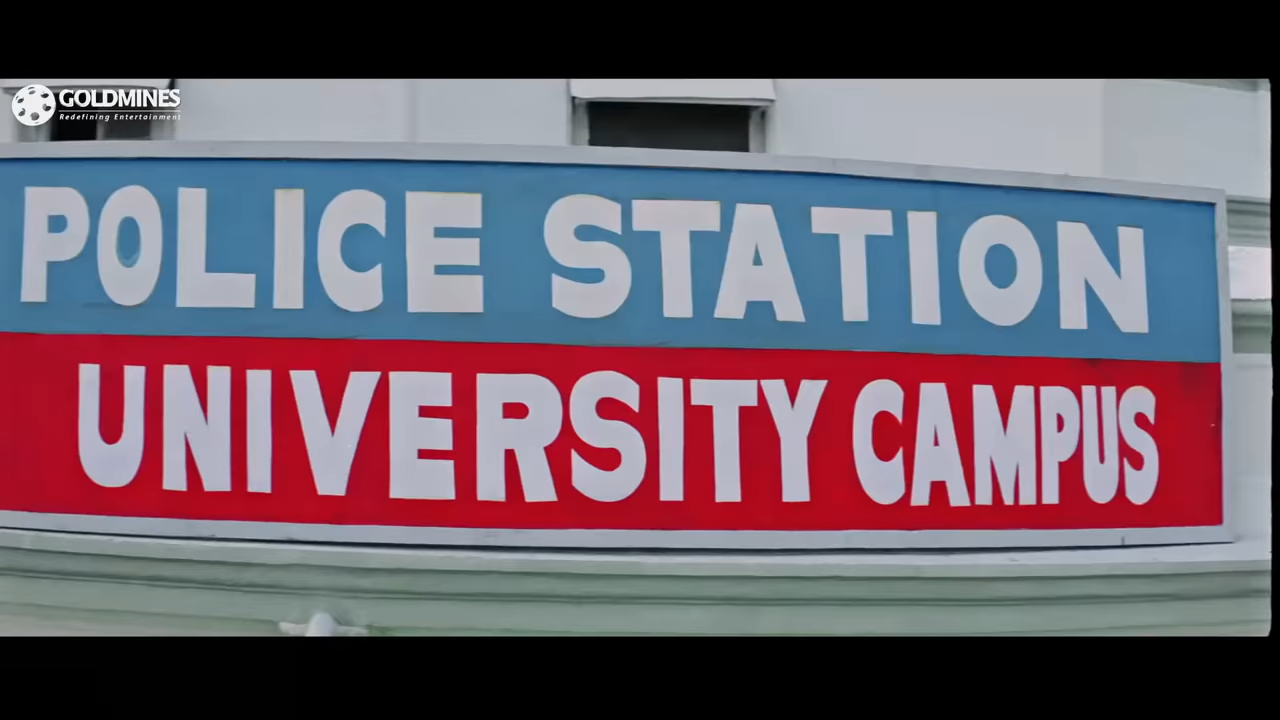 GOLDMINES
Redefining Entertainment
POLICE STATION
UNIVERSITY CAMPUS